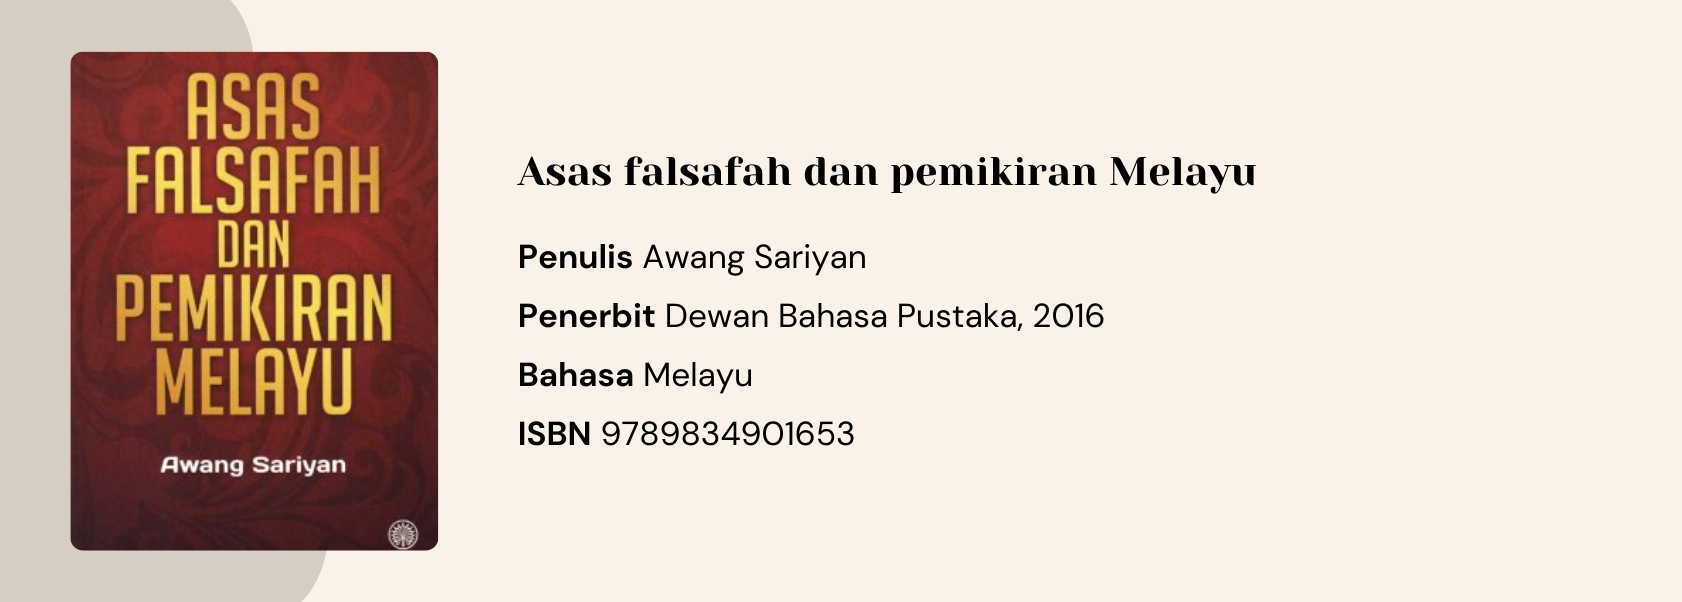 ASAS
FALSAFAH
DAN
PEMIKIRAN
MELAYU
Awang Sariyan
Asas falsafah dan pemikiran Melayu
Penulis Awang Sariyan
Penerbit Dewan Bahasa Pustaka, 2016
Bahasa Melayu
ISBN 9789834901653